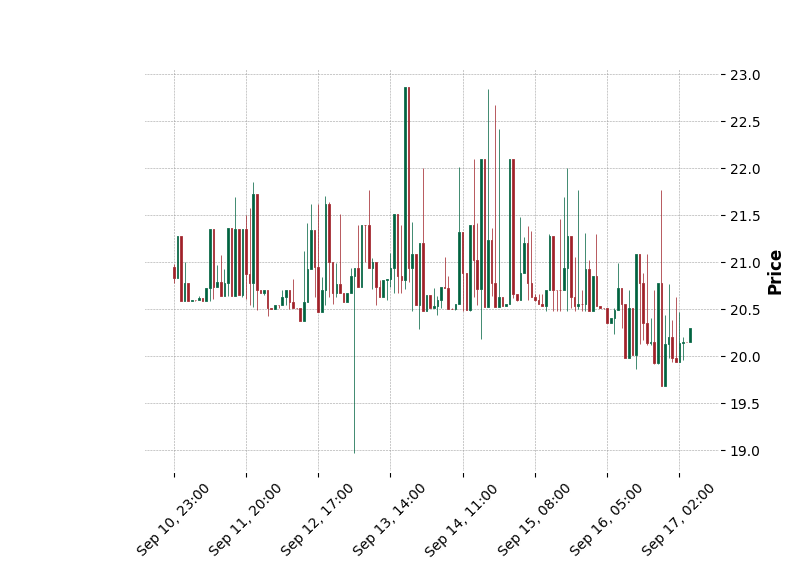 23.0
22.5
22.0
21.5
21.0
20.5
20.0
19.5
19.0
Price
Sep 10, 23:00
Sep 11, 20:00
Sep 12, 17:00
Sep 13, 14:00
Sep 14, 11:00
Sep 15, 08:00
Sep 16, 05:00
Sep 17, 02:00